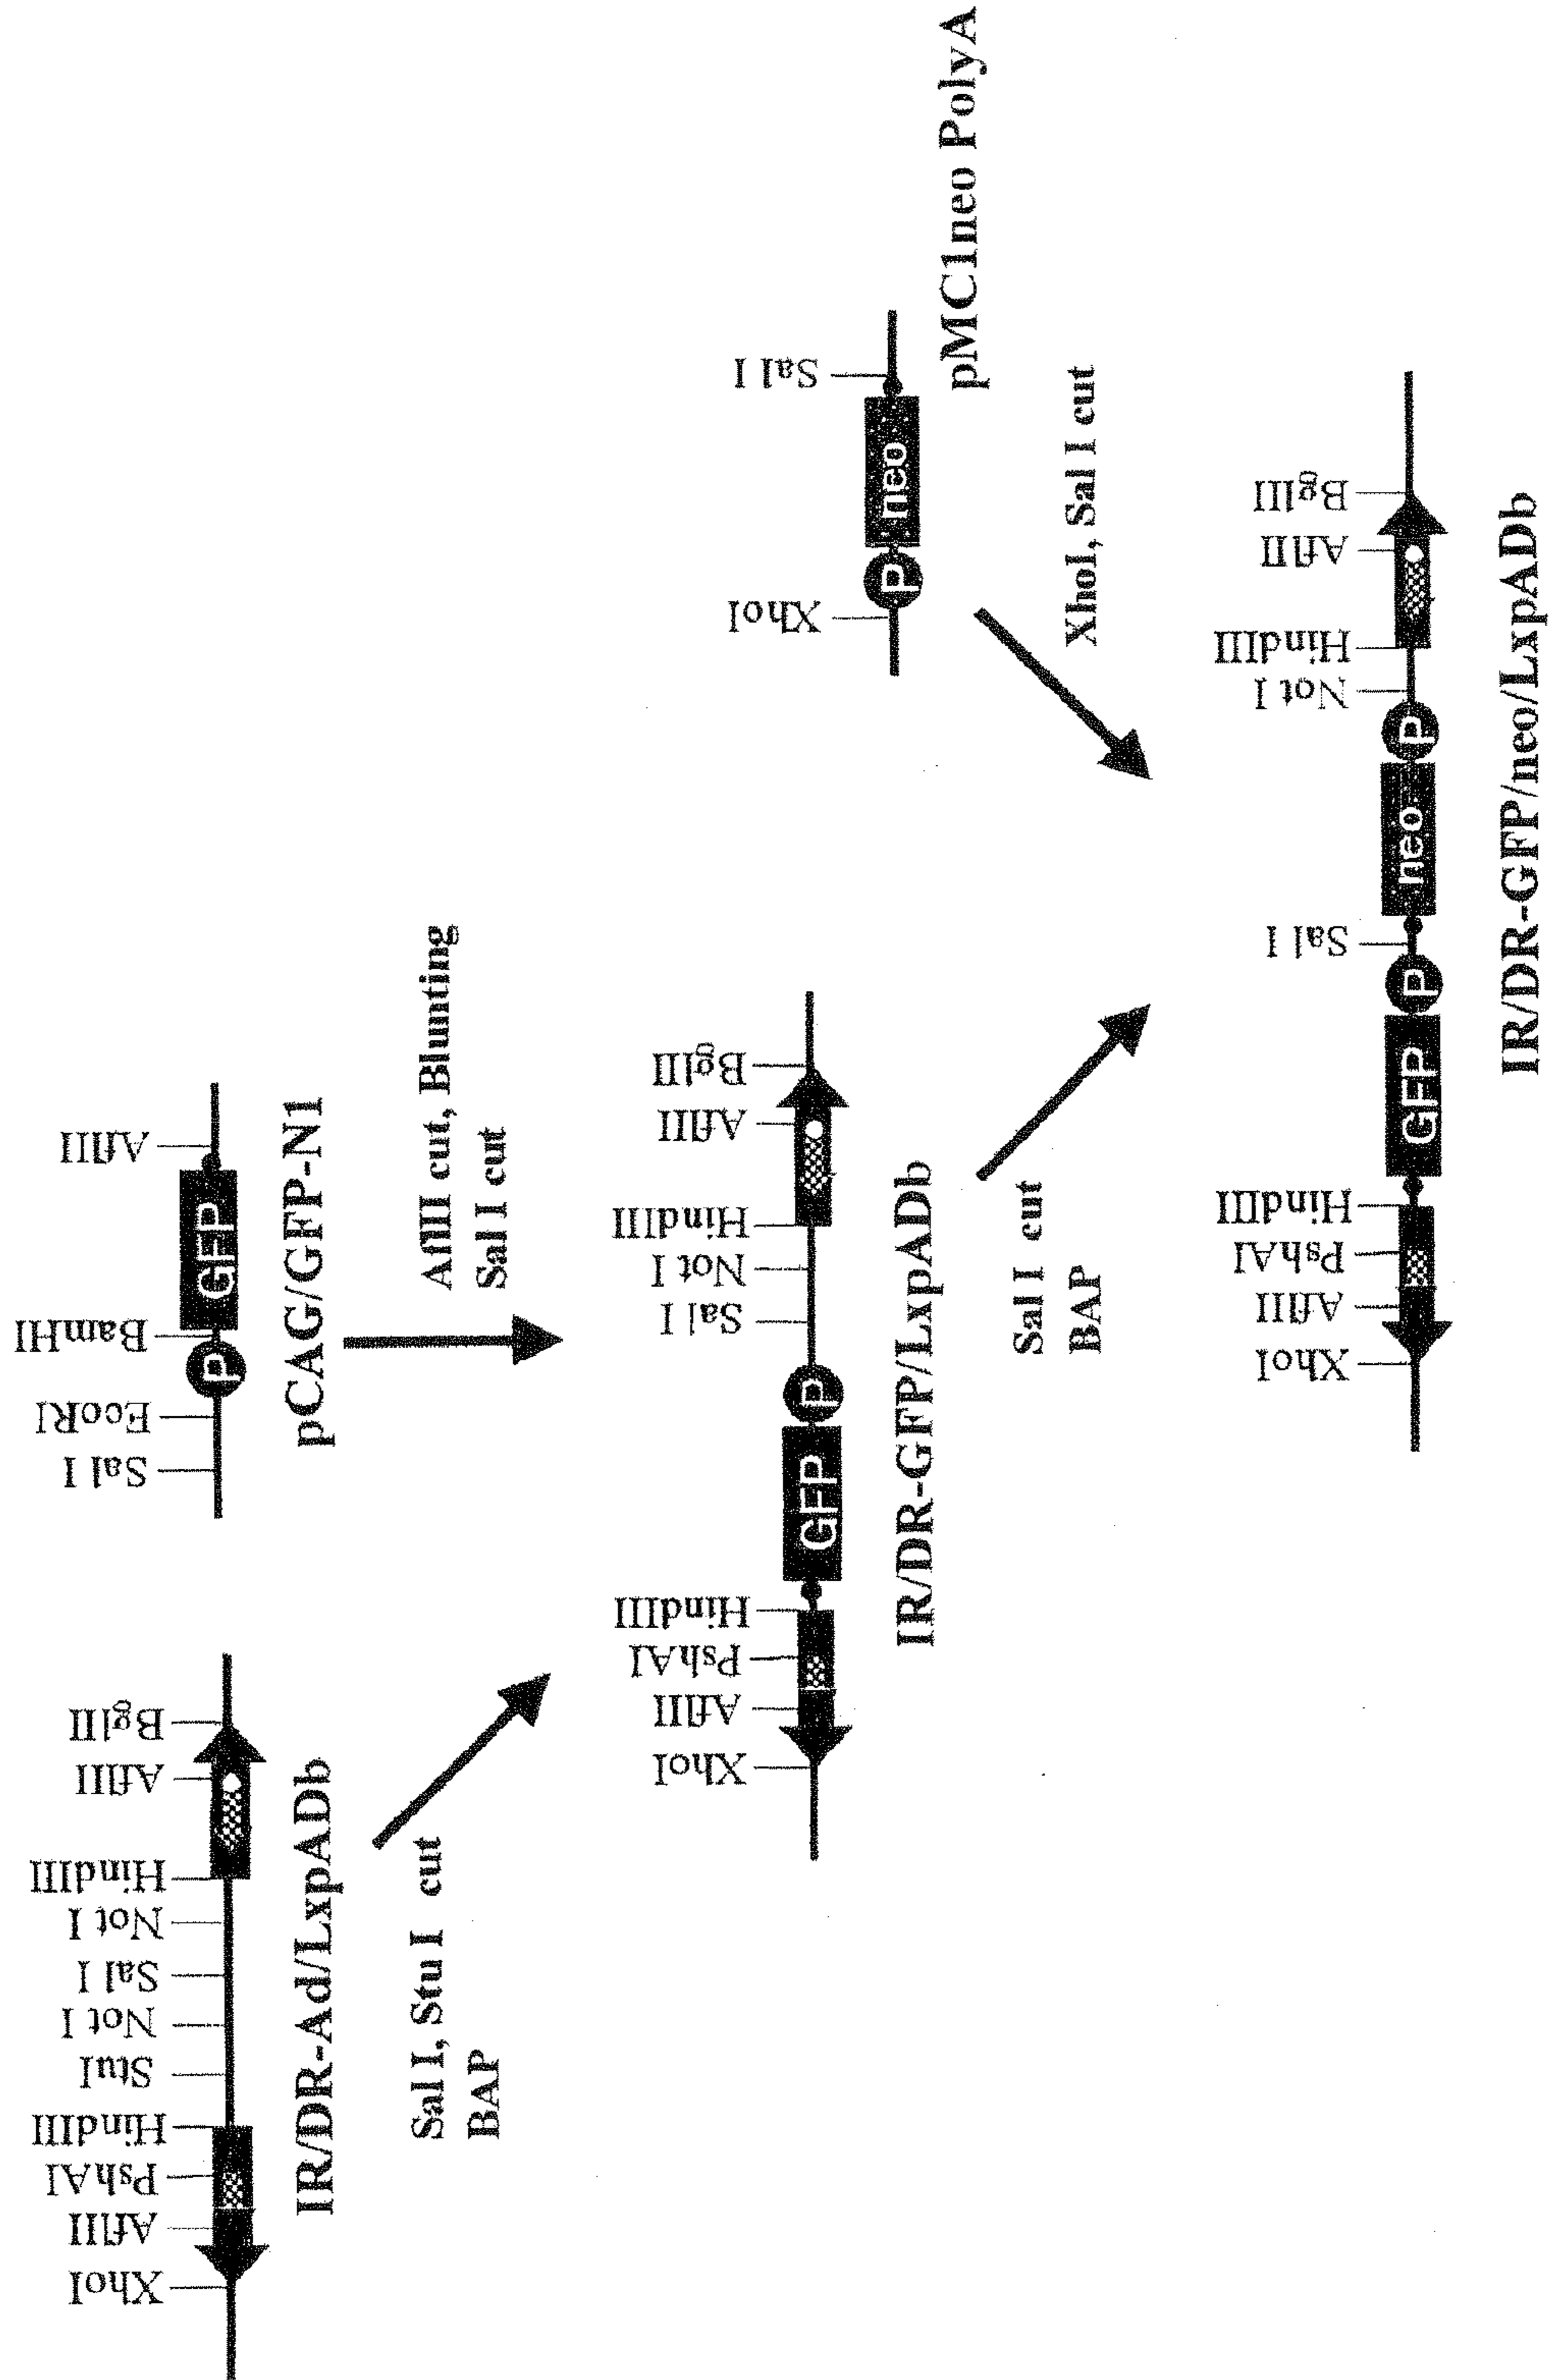 XhoI
AflII
PshAI
HindIII
StuI
Not I
Sal I
Not I
HindIII
AflII
BglII
IR/DR-Ad/LxpADb
Sal I
EcoRI
P
BamHI
GFP
AflII
pCAG/GFP-N1
Sal I, Stu I cut
BAP
AflII cut, Blunting
Sal I cut
XhoI
AflII
PshAI
HindIII
GFP
P
Sal I
Not I
HindIII
AflII
BglII
IR/DR-GFP/LxpADb
XhoI
P
neo
Sal I
pMC1neo PolyA
Sal I cut
BAP
XhoI, Sal I cut
XhoI
AflII
PshAI
HindIII
GFP
P
Sal I
neo
P
Not I
HindIII
AflII
BglII
IR/DR-GFP/neo/LxpADb